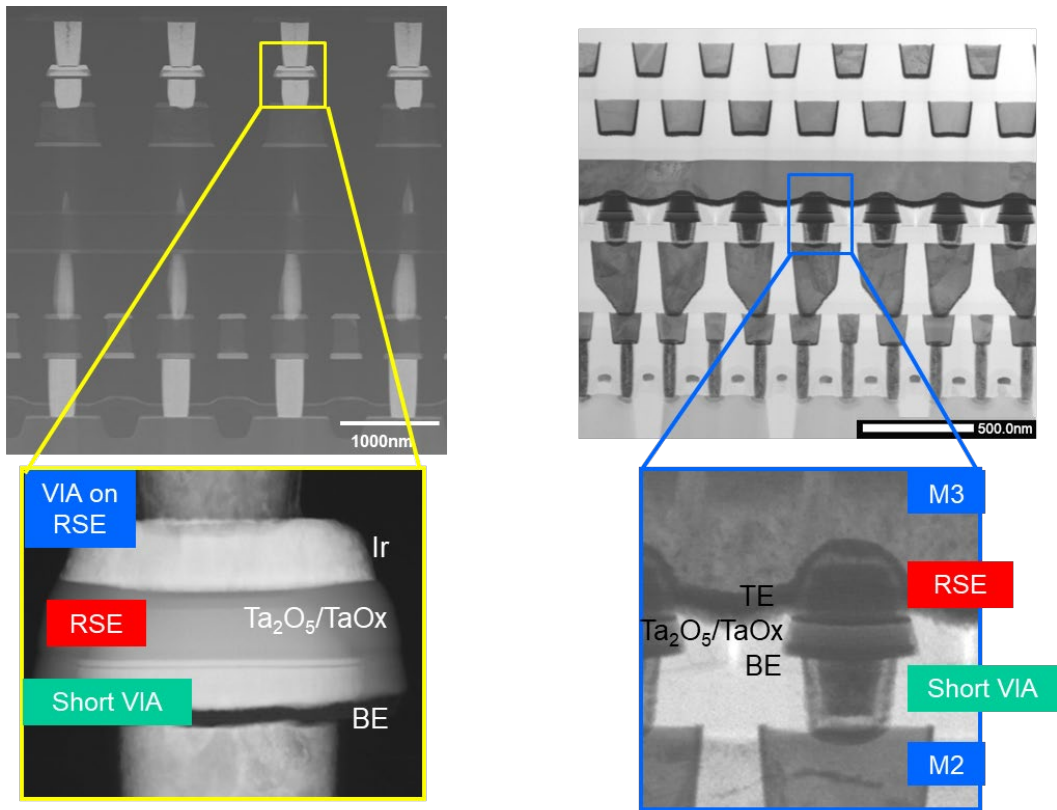 1000nm
500.0nm
VIA on
RSE
Ir
RSE
Ta₂O₅/TaOx
Short VIA
BE
M3
TE
RSE
Ta₂O₅/TaOx
BE
Short VIA
M2